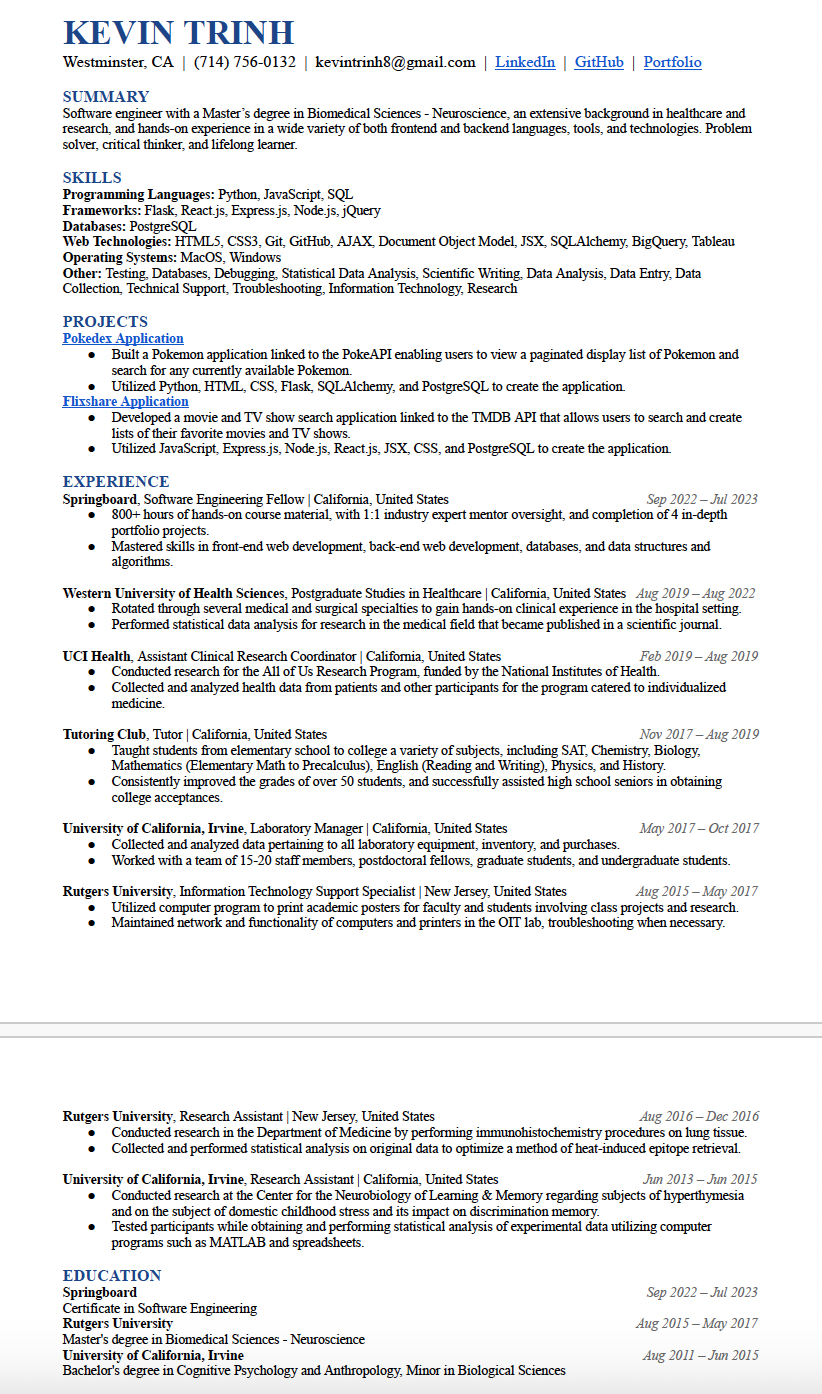 KEVIN TRINH
Westminster, CA | (714) 756-0132 | kevintrinh8@gmail.com | LinkedIn | GitHub | Portfolio
SUMMARY
Software engineer with a Master’s degree in Biomedical Sciences - Neuroscience, an extensive background in healthcare and
research, and hands-on experience in a wide variety of both frontend and backend languages, tools, and technologies. Problem
solver, critical thinker, and lifelong learner.
SKILLS
Programming Languages: Python, JavaScript, SQL
Frameworks: Flask, React.js, Express.js, Node.js, jQuery
Databases: PostgreSQL
Web Technologies: HTML5, CSS3, Git, GitHub, AJAX, Document Object Model, JSX, SQLAlchemy, BigQuery, Tableau
Operating Systems: MacOS, Windows
Other: Testing, Databases, Debugging, Statistical Data Analysis, Scientific Writing, Data Analysis, Data Entry, Data
Collection, Technical Support, Troubleshooting, Information Technology, Research
PROJECTS
Pokedex Application
● Built a Pokemon application linked to the PokeAPI enabling users to view a paginated display list of Pokemon and
search for any currently available Pokemon.
● Utilized Python, HTML, CSS, Flask, SQLAlchemy, and PostgreSQL to create the application.
Flixshare Application
● Developed a movie and TV show search application linked to the TMDB API that allows users to search and create
lists of their favorite movies and TV shows.
● Utilized JavaScript, Express.js, Node.js, React.js, JSX, CSS, and PostgreSQL to create the application.
EXPERIENCE
Springboard, Software Engineering Fellow | California, United States Sep 2022 – Jul 2023
● 800+ hours of hands-on course material, with 1:1 industry expert mentor oversight, and completion of 4 in-depth
portfolio projects.
● Mastered skills in front-end web development, back-end web development, databases, and data structures and
algorithms.
Western University of Health Sciences, Postgraduate Studies in Healthcare | California, United States Aug 2019 – Aug 2022
● Rotated through several medical and surgical specialties to gain hands-on clinical experience in the hospital setting.
● Performed statistical data analysis for research in the medical field that became published in a scientific journal.
UCI Health, Assistant Clinical Research Coordinator | California, United States Feb 2019 – Aug 2019
● Conducted research for the All of Us Research Program, funded by the National Institutes of Health.
● Collected and analyzed health data from patients and other participants for the program catered to individualized
medicine.
Tutoring Club, Tutor | California, United States Nov 2017 – Aug 2019
● Taught students from elementary school to college a variety of subjects, including SAT, Chemistry, Biology,
Mathematics (Elementary Math to Precalculus), English (Reading and Writing), Physics, and History.
● Consistently improved the grades of over 50 students, and successfully assisted high school seniors in obtaining
college acceptances.
University of California, Irvine, Laboratory Manager | California, United States May 2017 – Oct 2017
● Collected and analyzed data pertaining to all laboratory equipment, inventory, and purchases.
● Worked with a team of 15-20 staff members, postdoctoral fellows, graduate students, and undergraduate students.
Rutgers University, Information Technology Support Specialist | New Jersey, United States Aug 2015 – May 2017
● Utilized computer program to print academic posters for faculty and students involving class projects and research.
● Maintained network and functionality of computers and printers in the OIT lab, troubleshooting when necessary.
Rutgers University, Research Assistant | New Jersey, United States Aug 2016 – Dec 2016
● Conducted research in the Department of Medicine by performing immunohistochemistry procedures on lung tissue.
● Collected and performed statistical analysis on original data to optimize a method of heat-induced epitope retrieval.
University of California, Irvine, Research Assistant | California, United States Jun 2013 – Jun 2015
● Conducted research at the Center for the Neurobiology of Learning & Memory regarding subjects of hyperthymesia
and on the subject of domestic childhood stress and its impact on discrimination memory.
● Tested participants while obtaining and performing statistical analysis of experimental data utilizing computer
programs such as MATLAB and spreadsheets.
EDUCATION
Springboard Sep 2022 – Jul 2023
Certificate in Software Engineering
Rutgers University Aug 2015 – May 2017
Master's degree in Biomedical Sciences - Neuroscience
University of California, Irvine Aug 2011 – Jun 2015
Bachelor's degree in Cognitive Psychology and Anthropology, Minor in Biological Sciences